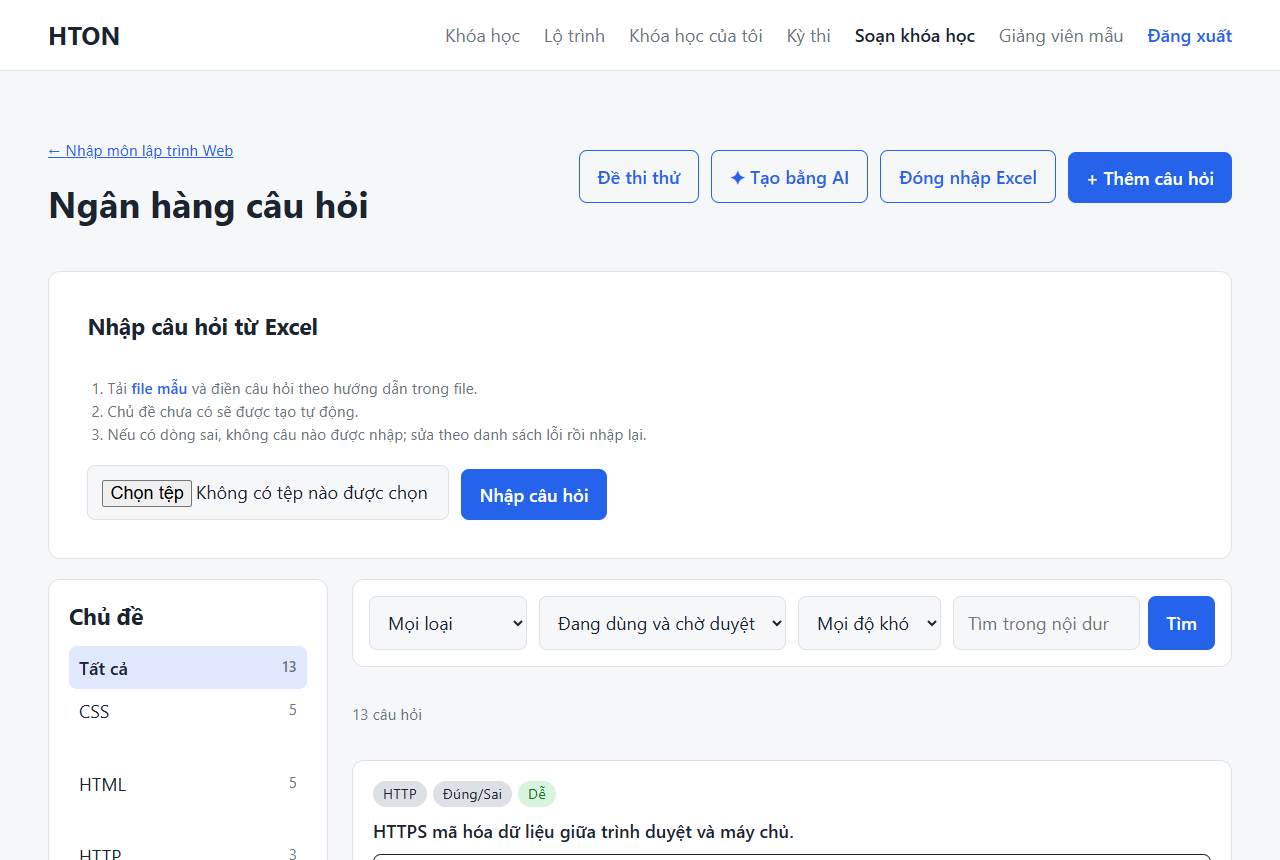 HTON
Khóa học
Lộ trình
Khóa học của tôi
Kỳ thi
Soạn khóa học
Giảng viên mẫu
Đăng xuất
← Nhập môn lập trình Web
Ngân hàng câu hỏi
Đề thi thử
✦ Tạo bằng AI
Đóng nhập Excel
+ Thêm câu hỏi
Nhập câu hỏi từ Excel
1. Tải file mẫu và điền câu hỏi theo hướng dẫn trong file.
2. Chủ đề chưa có sẽ được tạo tự động.
3. Nếu có dòng sai, không câu nào được nhập; sửa theo danh sách lỗi rồi nhập lại.
Chọn tệp Không có tệp nào được chọn
Nhập câu hỏi
Chủ đề
Tất cả 13
CSS 5
HTML 5
HTTP 3
Mọi loại
Đang dùng và chờ duyệt
Mọi độ khó
Tìm trong nội dur
Tìm
13 câu hỏi
HTTP
Đúng/Sai
Dễ
HTTPS mã hóa dữ liệu giữa trình duyệt và máy chủ.